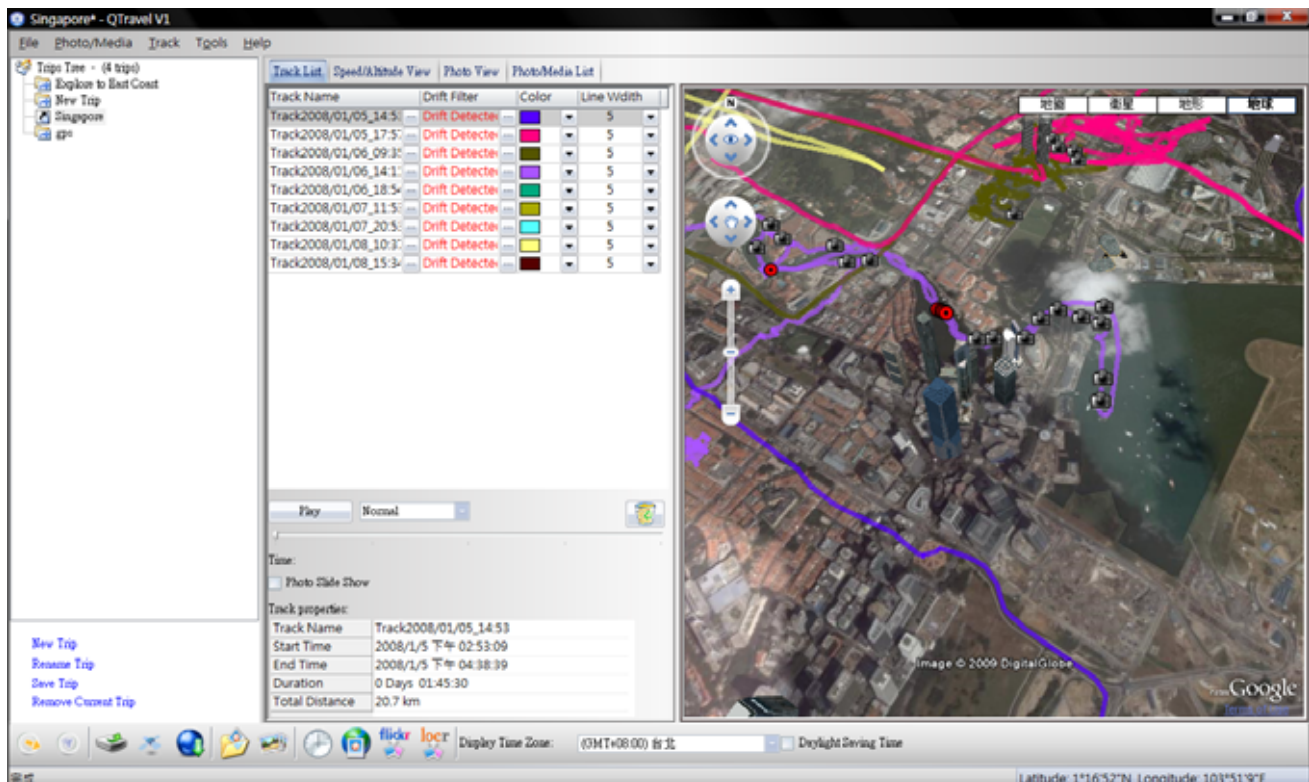 Singapore* - QTravel V1
File Photo/Media Track Tools Help
Trips Tree - (4 trips)
Explore to East Coast
New Trip
Singapore
gps
Track List Speed/Altitude View Photo View Photo/Media List
Track Name Drift Filter Color Line Wdith
Track2008/01/05_14:5 ... Drift Detecte ... 5
Track2008/01/05_17:5 ... Drift Detecte ... 5
Track2008/01/06_09:3 ... Drift Detecte ... 5
Track2008/01/06_14:1 ... Drift Detecte ... 5
Track2008/01/06_18:5 ... Drift Detecte ... 5
Track2008/01/07_11:5 ... Drift Detecte ... 5
Track2008/01/07_20:5 ... Drift Detecte ... 5
Track2008/01/08_10:3 ... Drift Detecte ... 5
Track2008/01/08_15:3 ... Drift Detecte ... 5
Play Normal
Time:
Photo Slide Show
Track properties:
Track Name Track2008/01/05_14:53
Start Time 2008/1/5 下午 02:53:09
End Time 2008/1/5 下午 04:38:39
Duration 0 Days 01:45:30
Total Distance 20.7 km
New Trip
Rename Trip
Save Trip
Remove Current Trip
N
地圖 衛星 地形 地球
Image © 2009 DigitalGlobe
Google
Terms of Use
flickr locr Display Time Zone: (GMT+08:00) 台北 Daylight Saving Time
完成
Latitude: 1°16'52"N, Longitude: 103°51'9"E